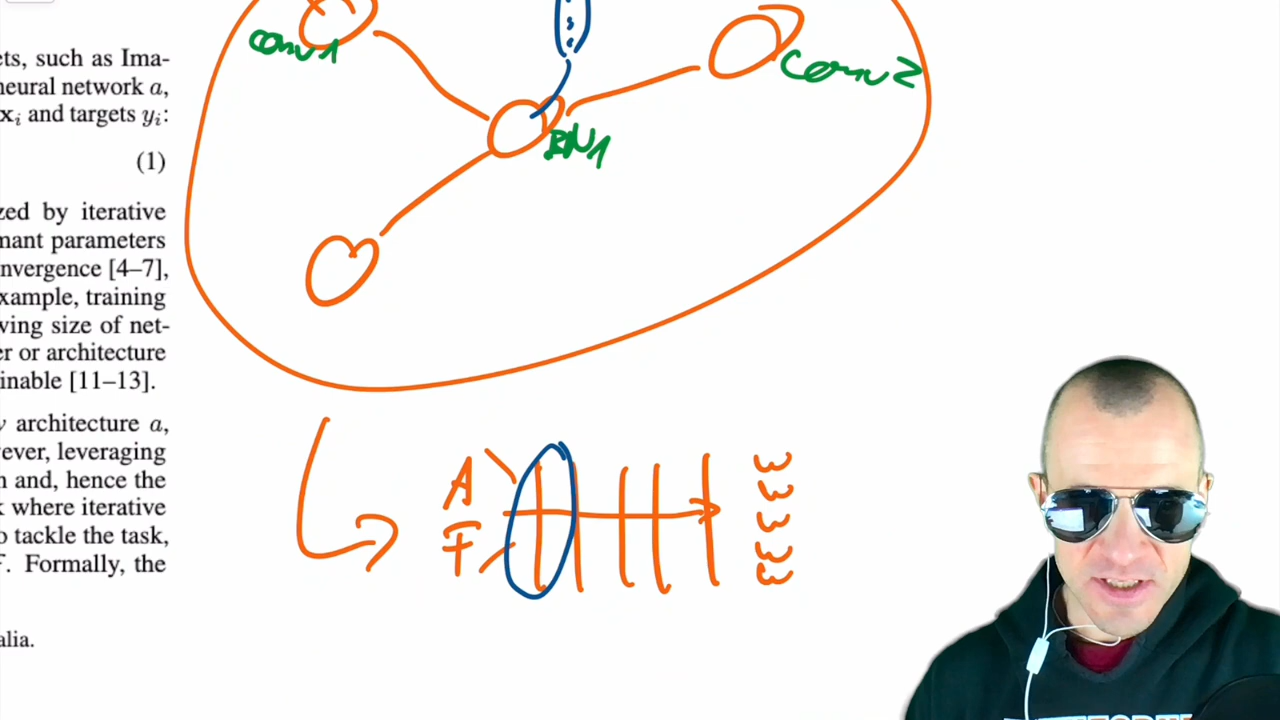 ets, such as Ima-
neural network a,
x_i and targets y_i:
(1)
zed by iterative
mant parameters
nvergence [4–7],
xample, training
wing size of net-
er or architecture
inable [11–13].
architecture a,
ever, leveraging
n and, hence the
k where iterative
o tackle the task,
F. Formally, the
alia.
conv1
conv2
BN1
A
F